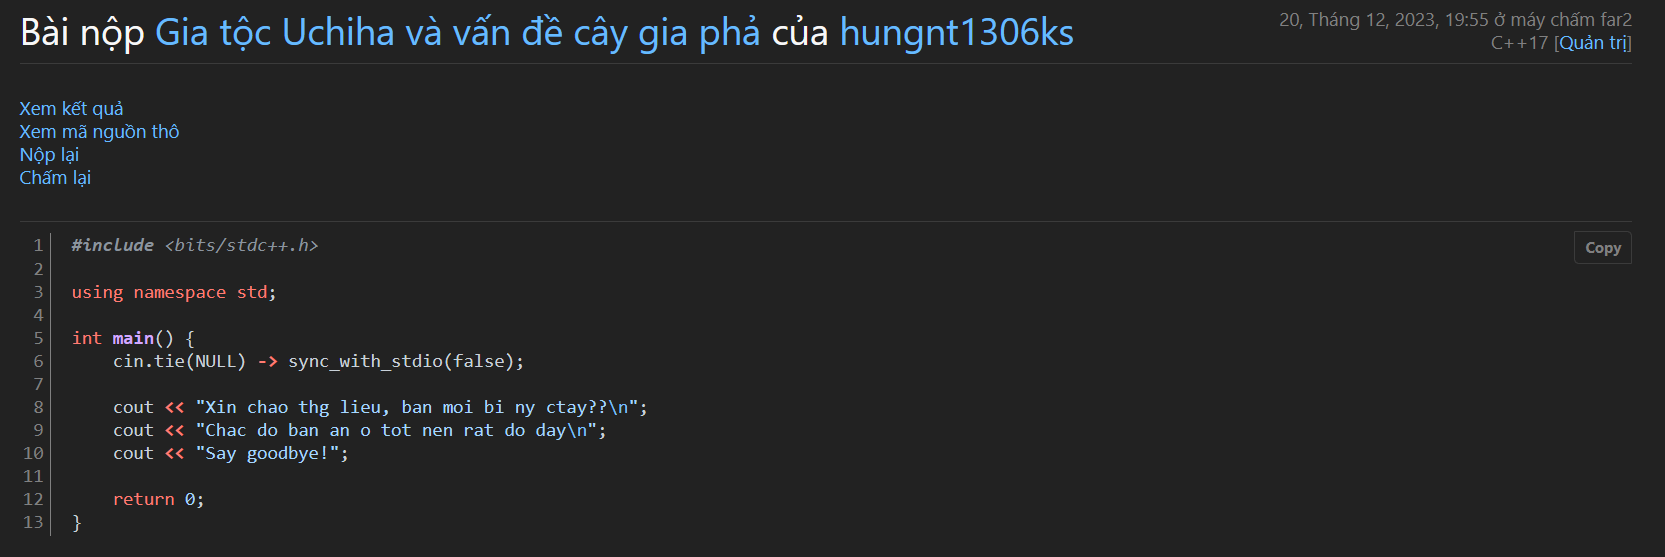 Bài nộp Gia tộc Uchiha và vấn đề cây gia phả của hungnt1306ks
20, Tháng 12, 2023, 19:55 ở máy chấm far2
C++17 [Quản trị]
Xem kết quả
Xem mã nguồn thô
Nộp lại
Chấm lại
Copy
1 #include <bits/stdc++.h>
2
3 using namespace std;
4
5 int main() {
6 cin.tie(NULL) -> sync_with_stdio(false);
7
8 cout << "Xin chao thg lieu, ban moi bi ny ctay??\n";
9 cout << "Chac do ban an o tot nen rat do day\n";
10 cout << "Say goodbye!";
11
12 return 0;
13 }